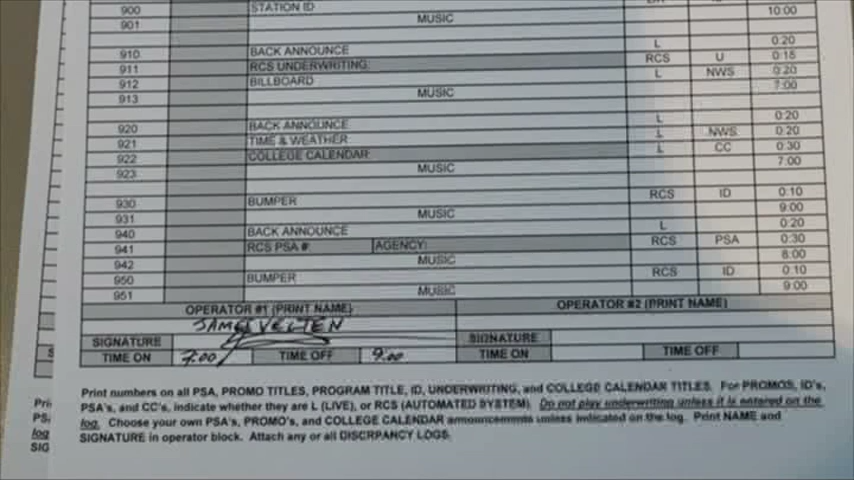 900 STATION ID 10:00
901 MUSIC
910 BACK ANNOUNCE L 0:20
911 RCS UNDERWRITING: RCS U 0:15
912 BILLBOARD L NWS 0:20
913 MUSIC 7:00
920 BACK ANNOUNCE L 0:20
921 TIME & WEATHER L NWS 0:20
922 COLLEGE CALENDAR: L CC 0:30
923 MUSIC 7:00
930 BUMPER RCS ID 0:10
931 MUSIC 9:00
940 BACK ANNOUNCE L 0:20
941 RCS PSA #: AGENCY: RCS PSA 0:30
942 MUSIC 8:00
950 BUMPER RCS ID 0:10
951 MUSIC 9:00
OPERATOR #1 (PRINT NAME) OPERATOR #2 (PRINT NAME)
JAMES VELTEN
SIGNATURE SIGNATURE
TIME ON 7:00 TIME OFF 9:00 TIME ON TIME OFF
Print numbers on all PSA, PROMO TITLES, PROGRAM TITLE, ID, UNDERWRITING, and COLLEGE CALENDAR TITLES. For PROMOS, ID's,
PSA's, and CC's, indicate whether they are L (LIVE), or RCS (AUTOMATED SYSTEM). Do not play underwriting unless it is entered on the
log. Choose your own PSA's, PROMO's, and COLLEGE CALENDAR announcements unless indicated on the log. Print NAME and
SIGNATURE in operator block. Attach any or all DISCRPANCY LOGS.
Pri
PS
log
SIG